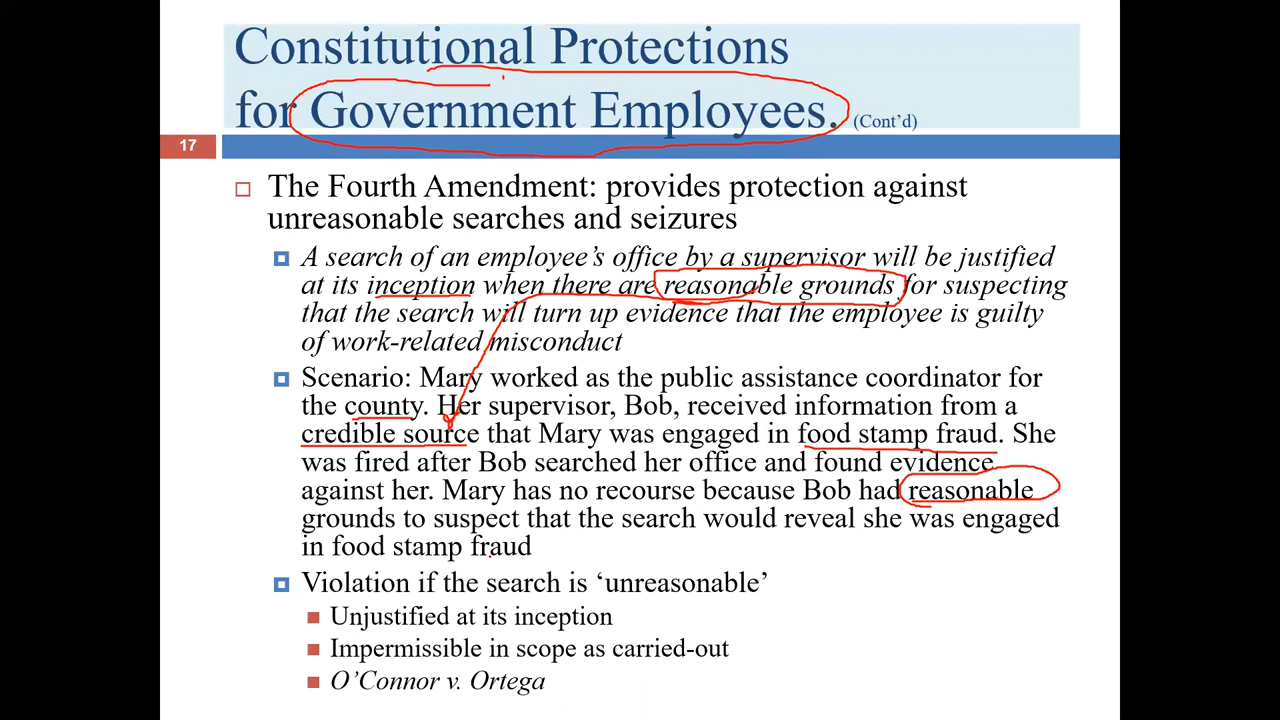 Constitutional Protections
for Government Employees. (Cont’d)
17
The Fourth Amendment: provides protection against
unreasonable searches and seizures
A search of an employee’s office by a supervisor will be justified
at its inception when there are reasonable grounds for suspecting
that the search will turn up evidence that the employee is guilty
of work-related misconduct
Scenario: Mary worked as the public assistance coordinator for
the county. Her supervisor, Bob, received information from a
credible source that Mary was engaged in food stamp fraud. She
was fired after Bob searched her office and found evidence
against her. Mary has no recourse because Bob had reasonable
grounds to suspect that the search would reveal she was engaged
in food stamp fraud
Violation if the search is ‘unreasonable’
Unjustified at its inception
Impermissible in scope as carried-out
O’Connor v. Ortega